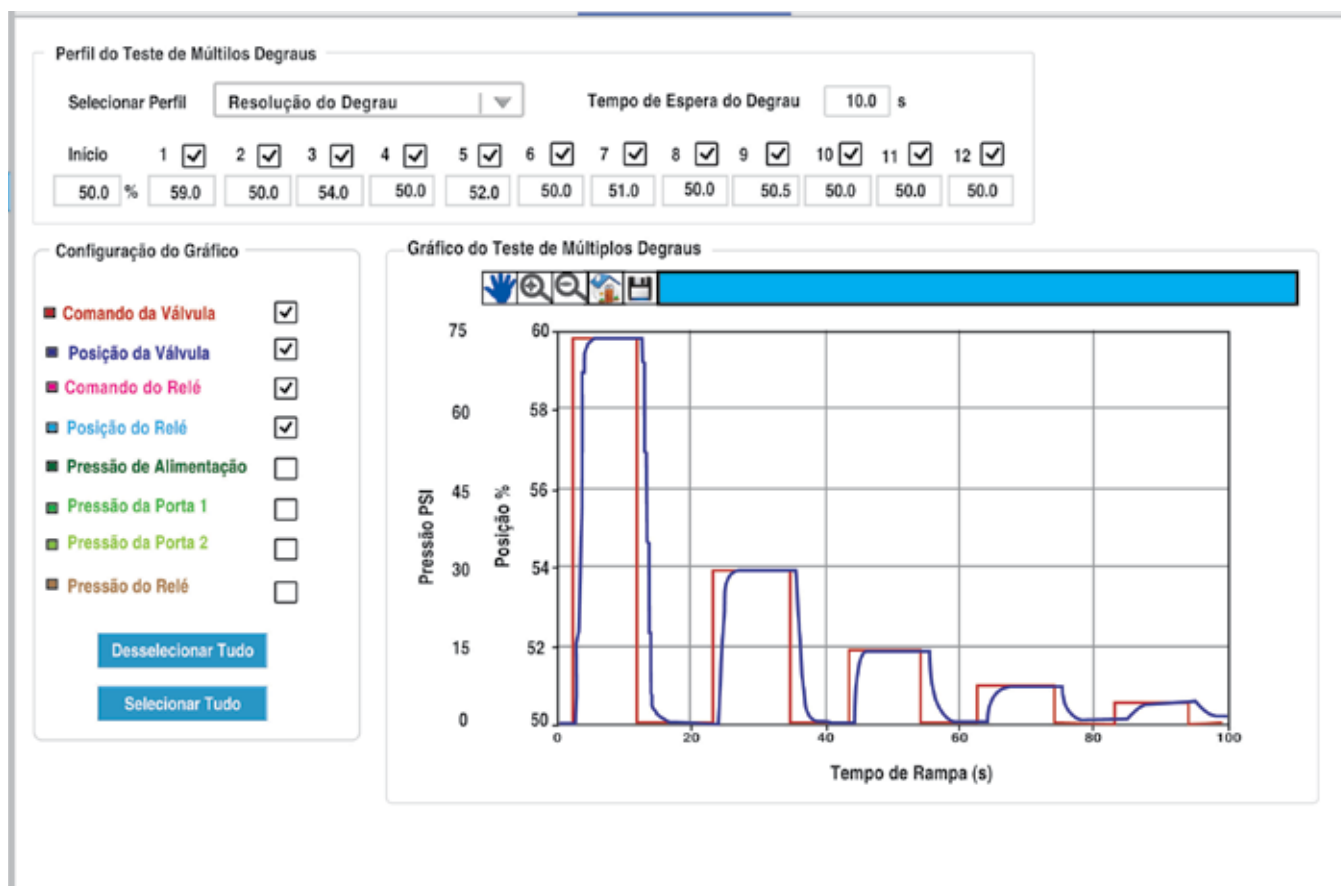 Perfil do Teste de Múltilos Degraus
Selecionar Perfil Resolução do Degrau Tempo de Espera do Degrau 10.0 s
Início 1 2 3 4 5 6 7 8 9 10 11 12
50.0 % 59.0 50.0 54.0 50.0 52.0 50.0 51.0 50.0 50.5 50.0 50.0 50.0
Configuração do Gráfico
Comando da Válvula
Posição da Válvula
Comando do Relé
Posição do Relé
Pressão de Alimentação
Pressão da Porta 1
Pressão da Porta 2
Pressão do Relé
Desselecionar Tudo
Selecionar Tudo
Gráfico do Teste de Múltiplos Degraus
Pressão PSI
75
60
45
30
15
0
Posição %
60
58
56
54
52
50
0 20 40 60 80 100
Tempo de Rampa (s)